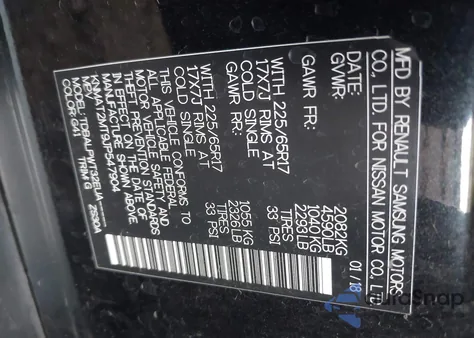 MFD BY RENAULT SAMSUNG MOTORS
CO., LTD. FOR NISSAN MOTOR CO., LTD.
01/18
GVWR: 2082KG
4590LB
GAWR FR: 1040KG
2293LB
WITH 225/65R17 TIRES
17X7J RIMS AT 33 PSI
COLD SINGLE
GAWR RR: 1055KG
2326LB
WITH 225/65R17 TIRES
17X7J RIMS AT 33 PSI
COLD SINGLE
THIS VEHICLE CONFORMS TO
ALL APPLICABLE FEDERAL
MOTOR VEHICLE SAFETY AND
THEFT PREVENTION STANDARDS
IN EFFECT ON THE DATE OF
MANUFACTURE SHOWN ABOVE.
MPV
COLOR: G41 TRIM: G
AutoSnap